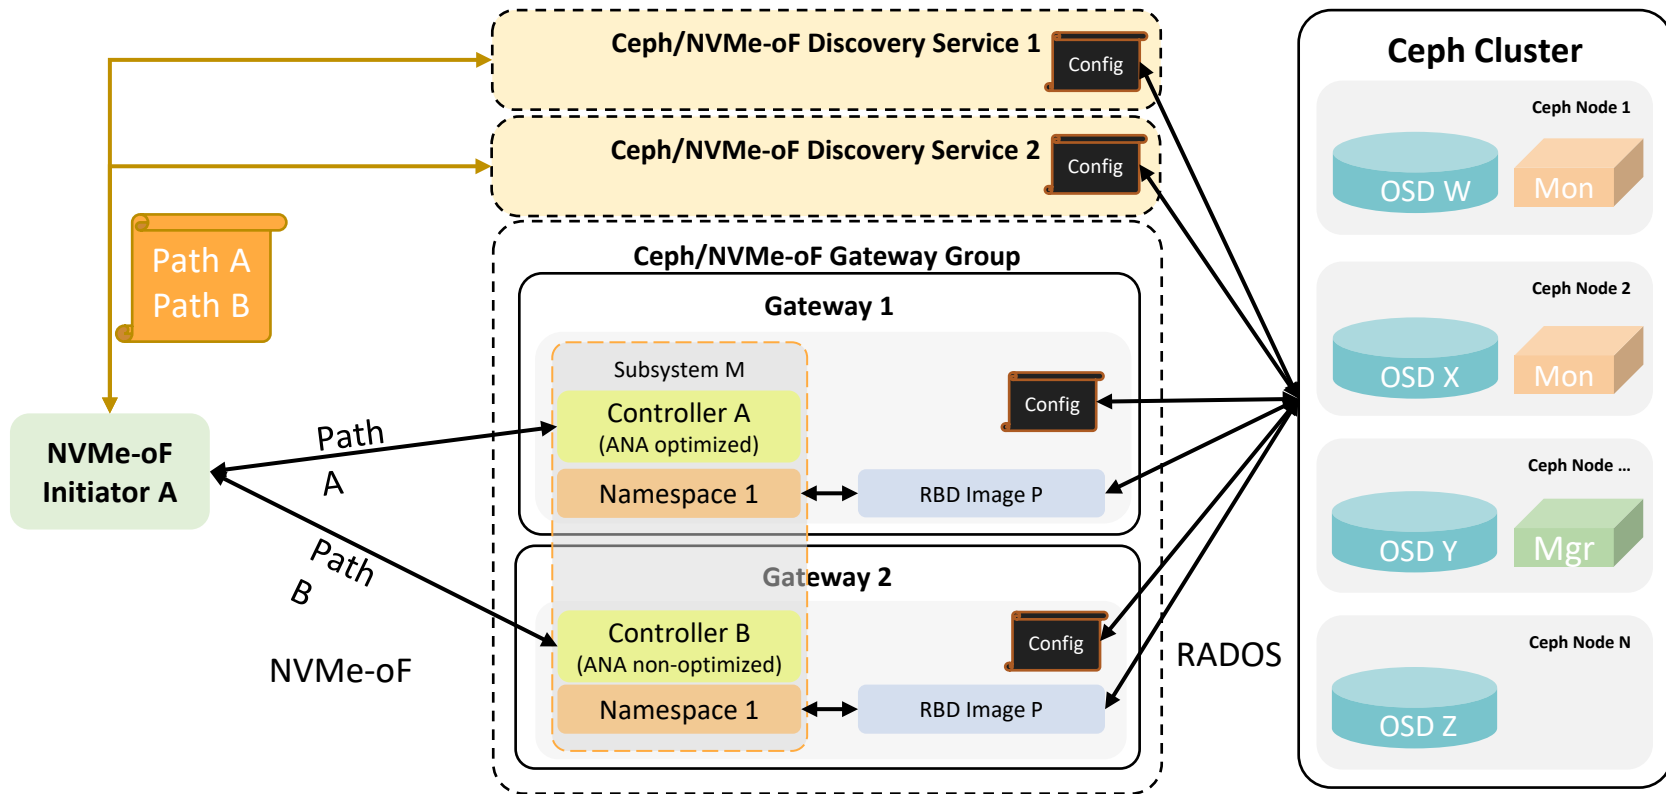 Ceph/NVMe-oF Discovery Service 1
Config
Ceph/NVMe-oF Discovery Service 2
Config
Path A
Path B
NVMe-oF
Initiator A
Path
A
Path
B
NVMe-oF
Ceph/NVMe-oF Gateway Group
Gateway 1
Subsystem M
Controller A
(ANA optimized)
Namespace 1
Config
RBD Image P
Gateway 2
Controller B
(ANA non-optimized)
Namespace 1
Config
RBD Image P
RADOS
Ceph Cluster
Ceph Node 1
OSD W
Mon
Ceph Node 2
OSD X
Mon
Ceph Node ...
OSD Y
Mgr
Ceph Node N
OSD Z